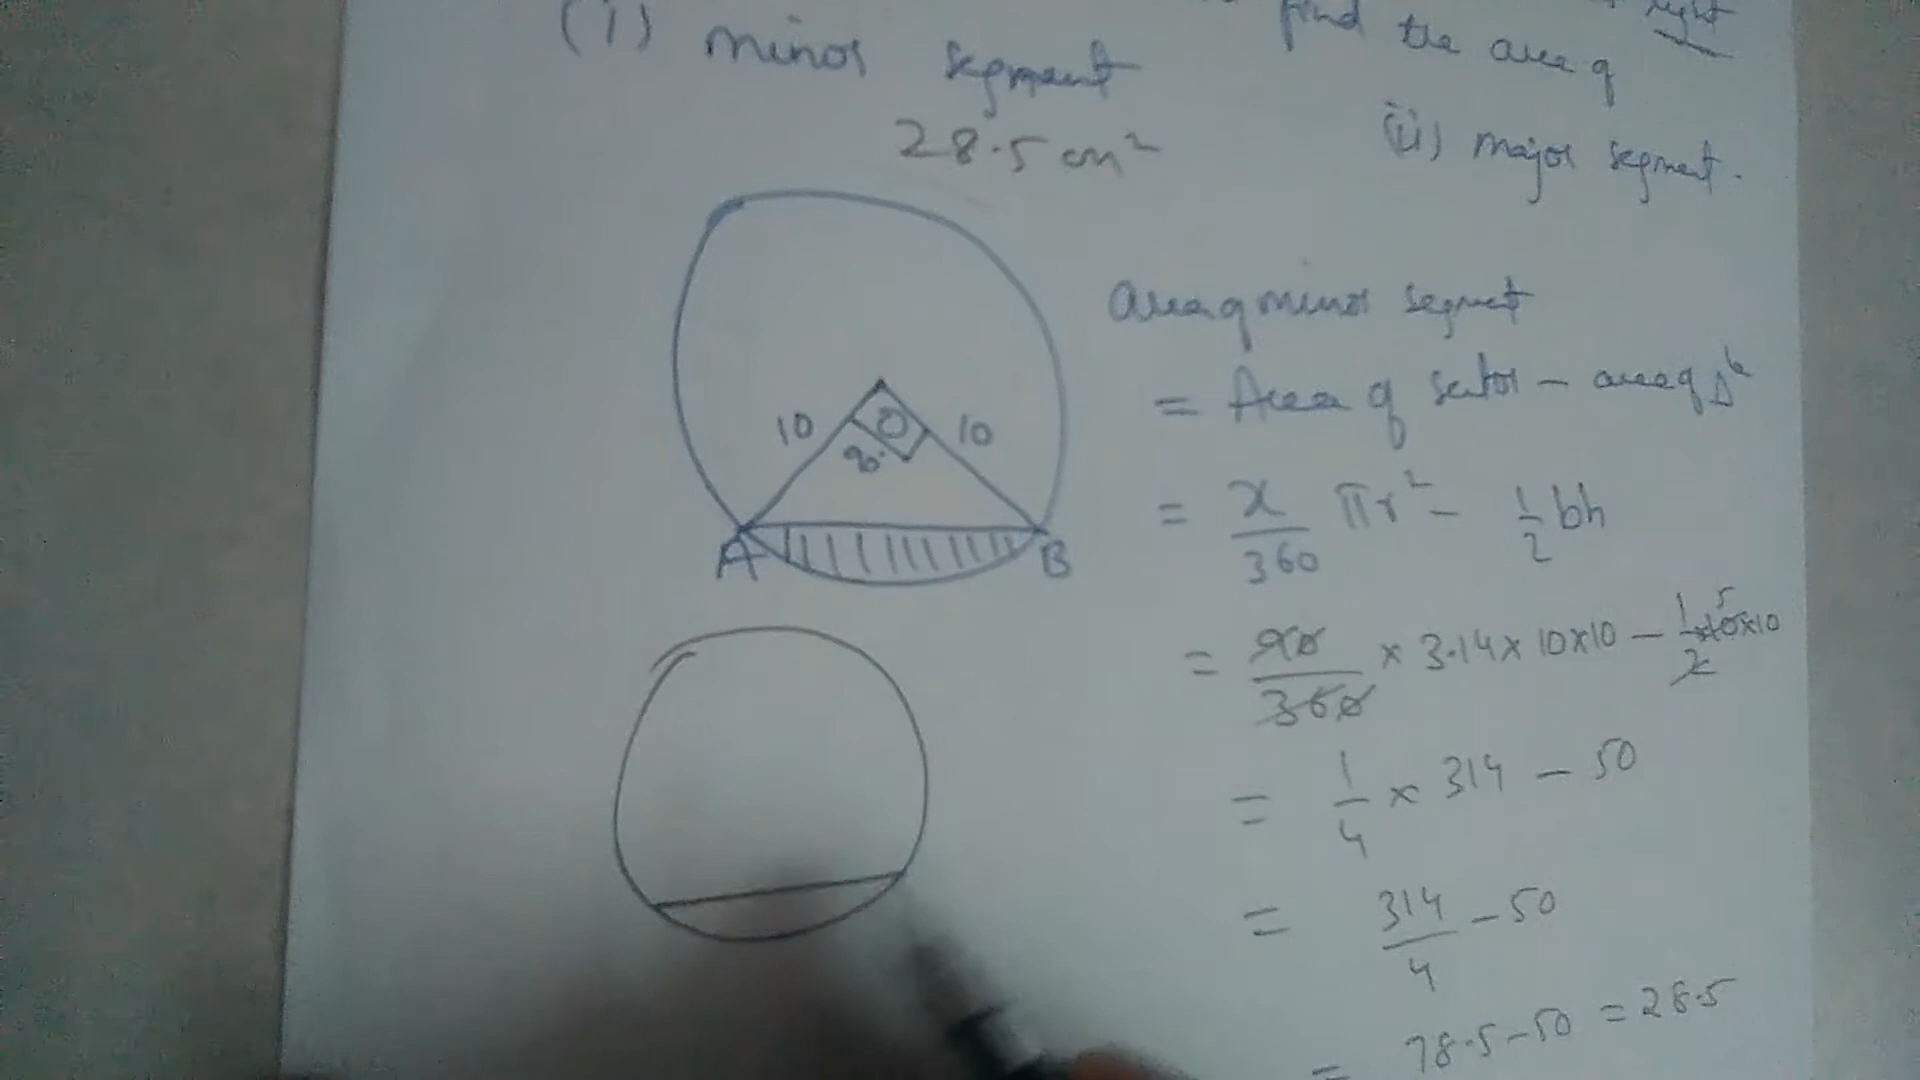 right
find the area of
(i) minor segment
(ii) major segment.
28.5 cm²
area of minor segment
= Area of sector - area of Δle
= x/360 πr² - 1/2 bh
= 90/360 × 3.14 × 10×10 - 1/2 ×10×10 5
= 1/4 × 314 - 50
= 314/4 - 50
= 78.5 - 50 = 28.5
10 O 10
90°
A B